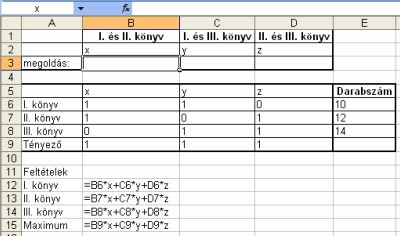 x fx
A B C D E
1 I. és II. könyv I. és III. könyv II. és III. könyv
2 x y z
3 megoldás:
4
5 x y z Darabszám
6 I. könyv 1 1 0 10
7 II. könyv 1 0 1 12
8 III. könyv 0 1 1 14
9 Tényező 1 1 1
10
11 Feltételek
12 I. könyv =B6*x+C6*y+D6*z
13 II. könyv =B7*x+C7*y+D7*z
14 III. könyv =B8*x+C8*y+D8*z
15 Maximum =B9*x+C9*y+D9*z